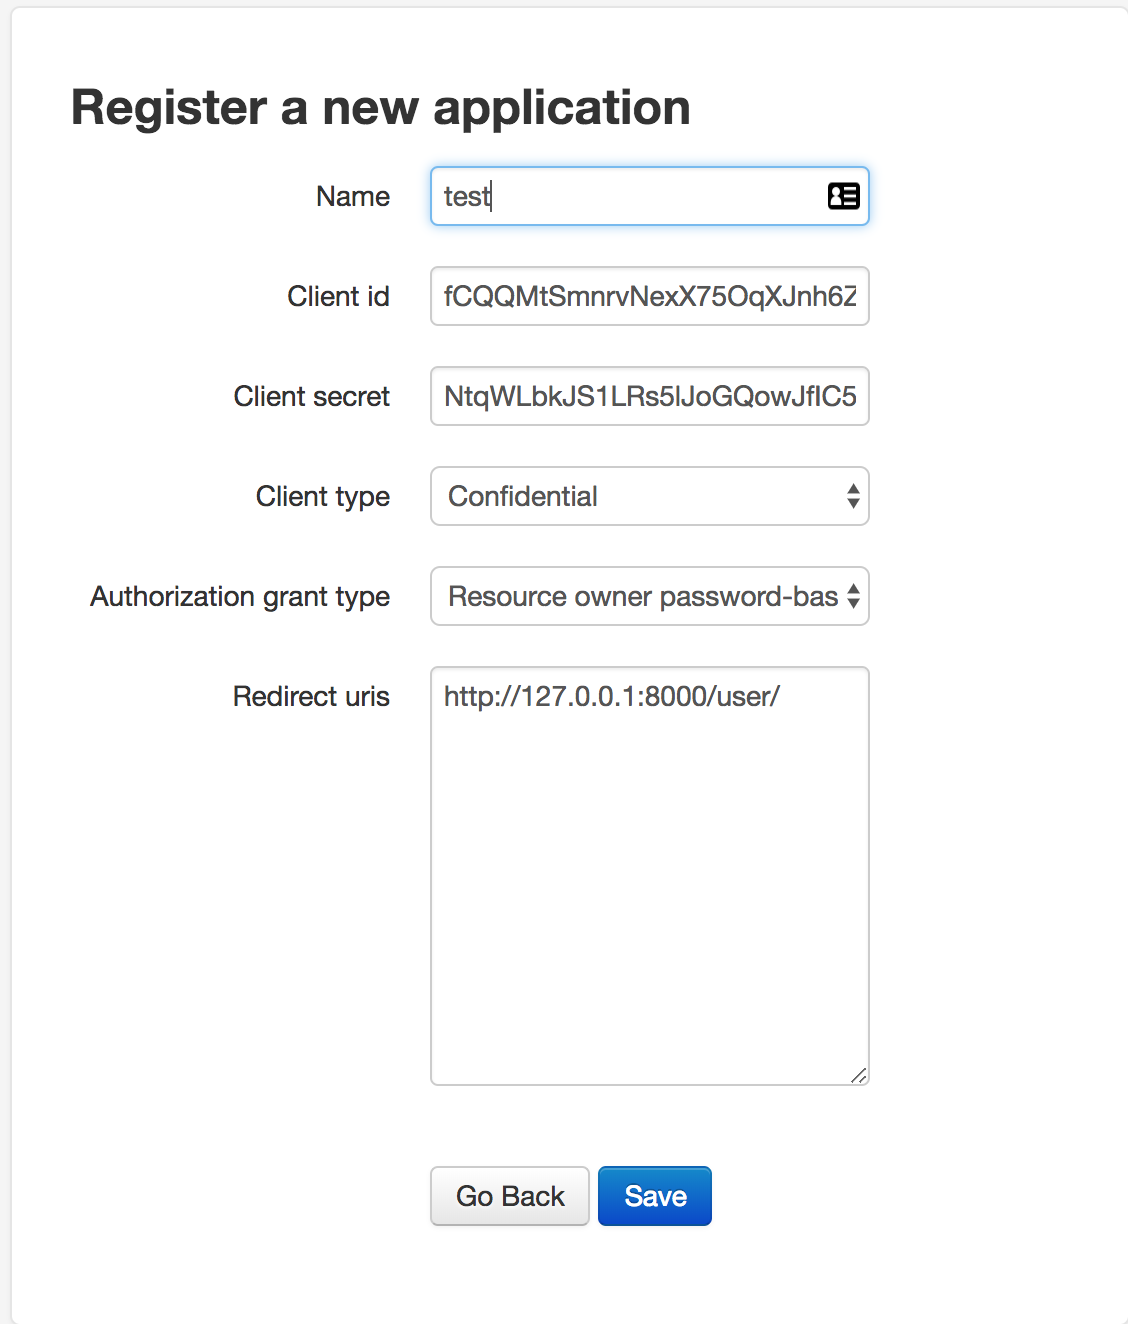 Register a new application
Name test
Client id fCQQMtSmnrvNexX75OqXJnh6Z
Client secret NtqWLbkJS1LRs5lJoGQowJflC5
Client type Confidential
Authorization grant type Resource owner password-bas
Redirect uris http://127.0.0.1:8000/user/
Go Back Save